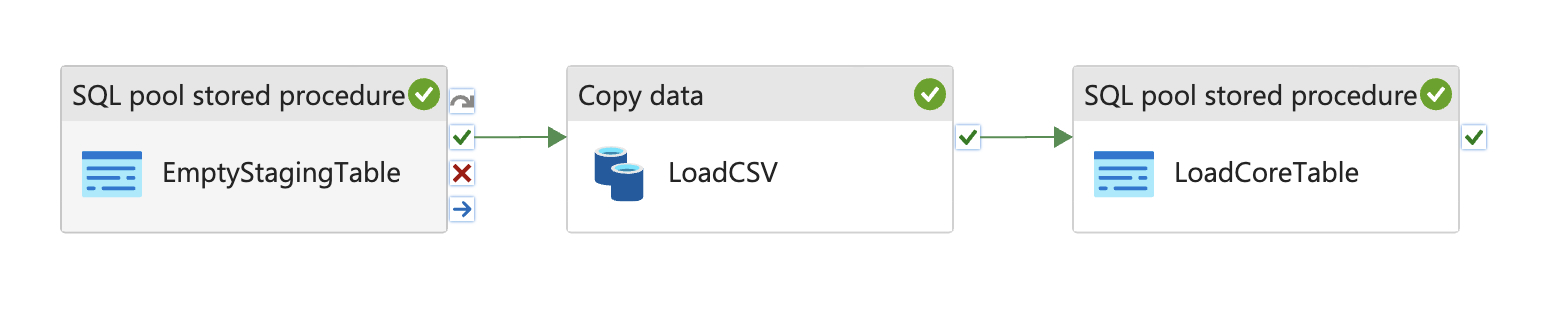 SQL pool stored procedure
EmptyStagingTable
Copy data
LoadCSV
SQL pool stored procedure
LoadCoreTable